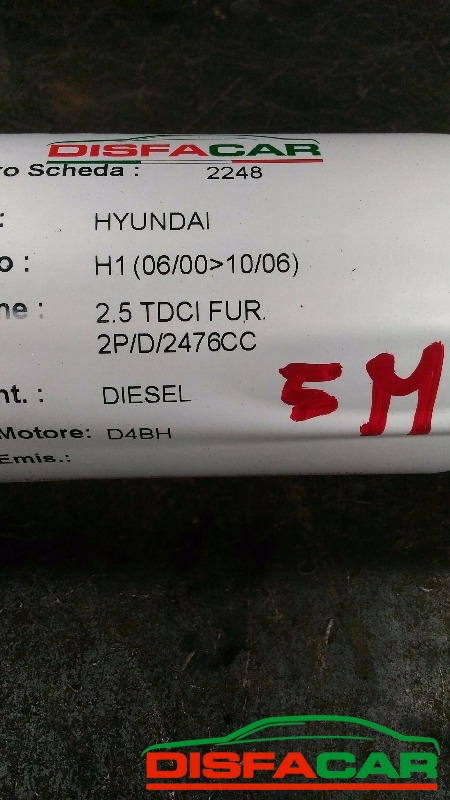 DISFACAR
ro Scheda : 2248
: HYUNDAI
o : H1 (06/00>10/06)
ne : 2.5 TDCI FUR.
2P/D/2476CC
nt. : DIESEL
Motore: D4BH
Emis.:
5M
DISFACAR